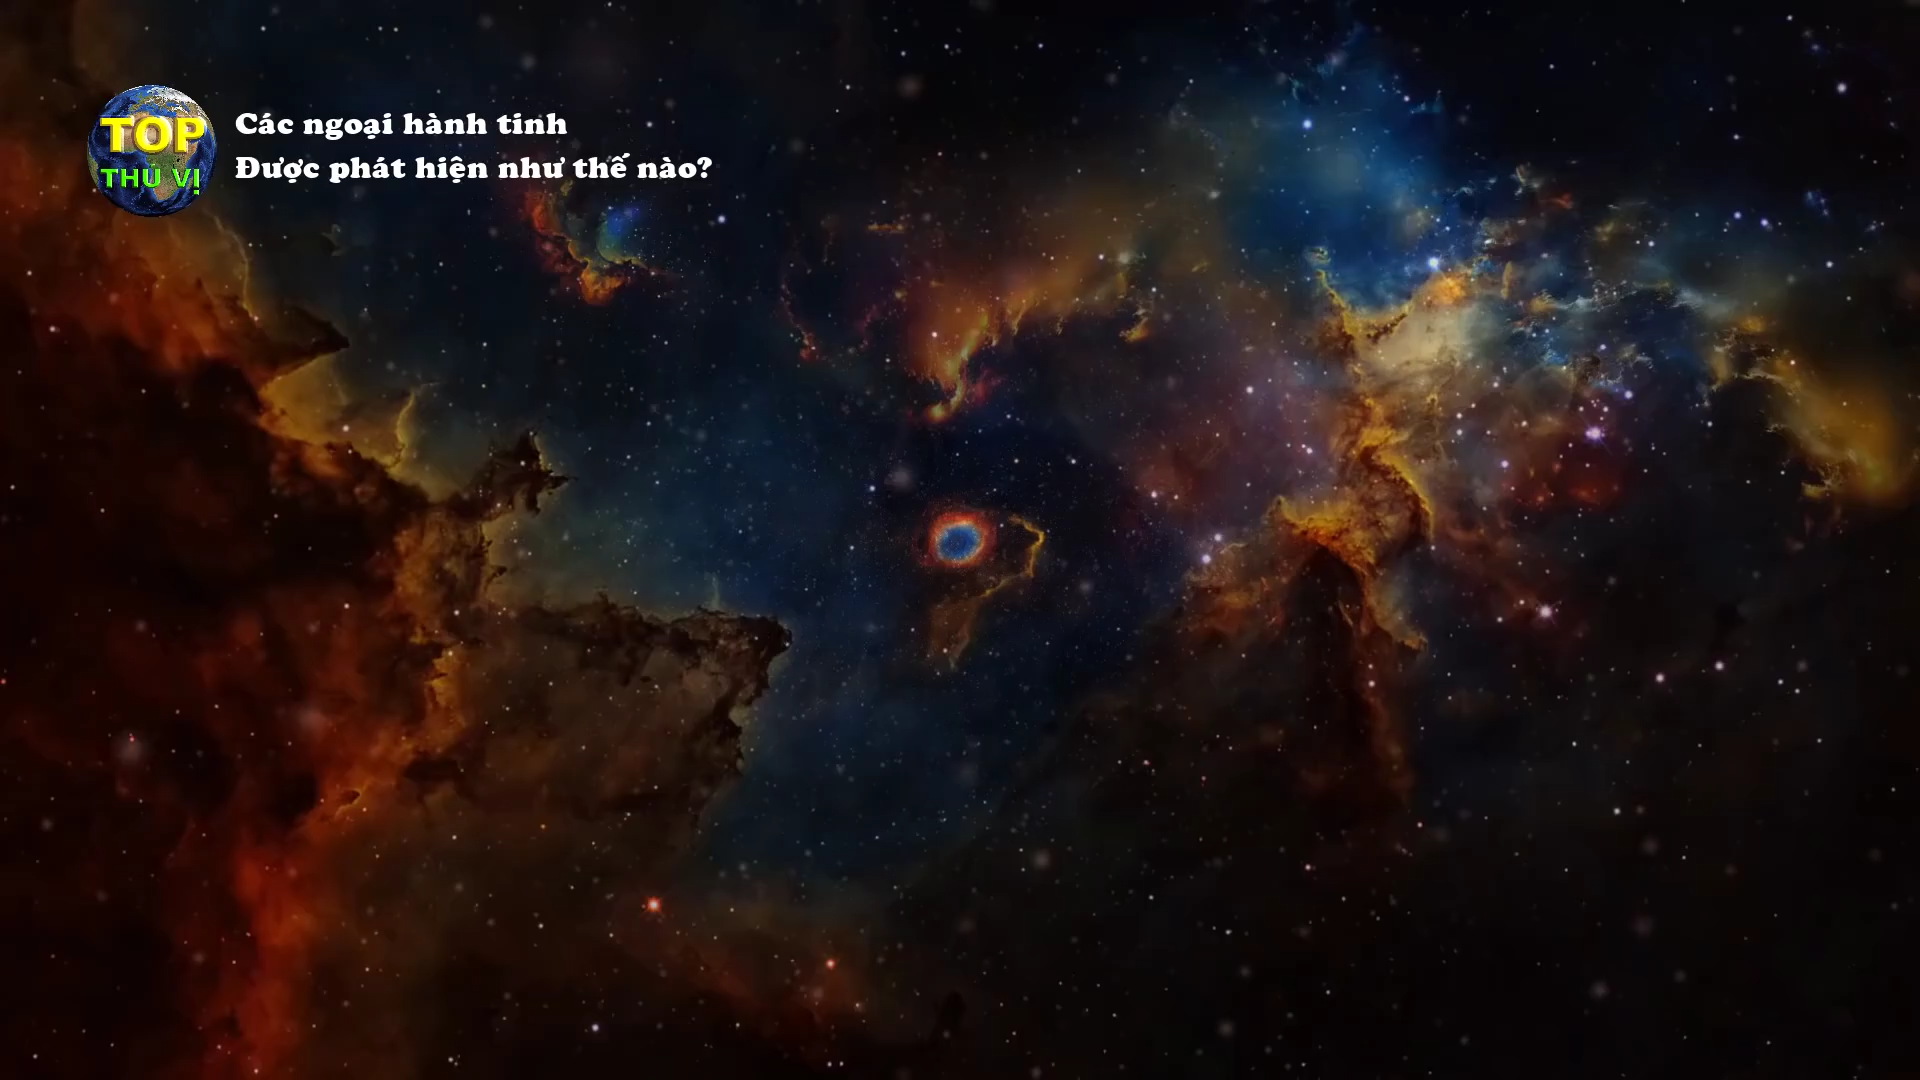 TOP
THÚ VỊ
Các ngoại hành tinh
Được phát hiện như thế nào?